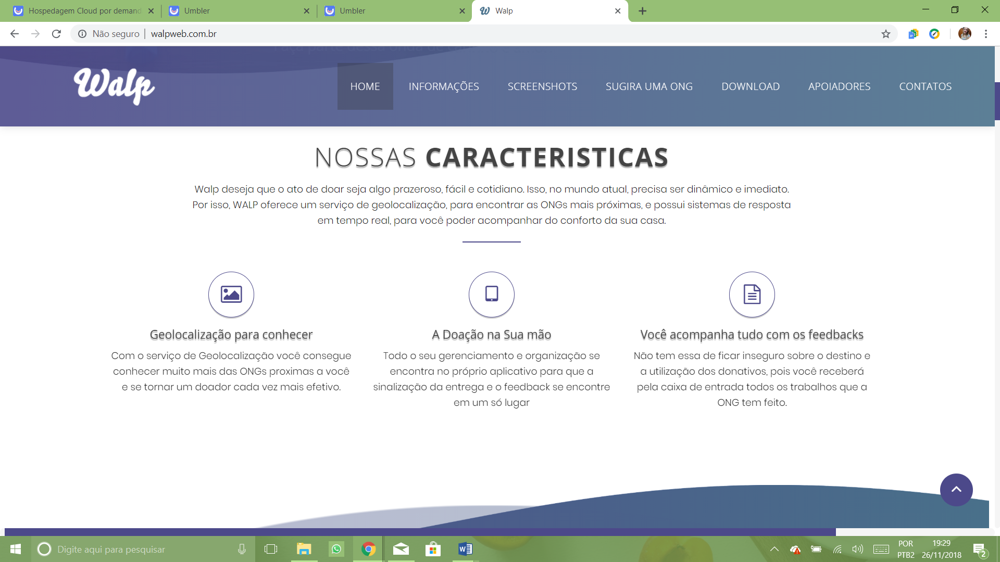 Hospedagem Cloud por demand
Umbler
Umbler
Walp
Não seguro
walpweb.com.br
Walp
HOME
INFORMAÇÕES
SCREENSHOTS
SUGIRA UMA ONG
DOWNLOAD
APOIADORES
CONTATOS
NOSSAS CARACTERISTICAS
Walp deseja que o ato de doar seja algo prazeroso, fácil e cotidiano. Isso, no mundo atual, precisa ser dinâmico e imediato.
Por isso, WALP oferece um serviço de geolocalização, para encontrar as ONGs mais próximas, e possui sistemas de resposta
em tempo real, para você poder acompanhar do conforto da sua casa.
Geolocalização para conhecer
Com o serviço de Geolocalização você consegue
conhecer muito mais das ONGs proximas a você
e se tornar um doador cada vez mais efetivo.
A Doação na Sua mão
Todo o seu gerenciamento e organização se
encontra no próprio aplicativo para que a
sinalização da entrega e o feedback se encontre
em um só lugar
Você acompanha tudo com os feedbacks
Não tem essa de ficar inseguro sobre o destino e
a utilização dos donativos, pois você receberá
pela caixa de entrada todos os trabalhos que a
ONG tem feito.
Digite aqui para pesquisar
POR
PTB2
19:29
26/11/2018
2